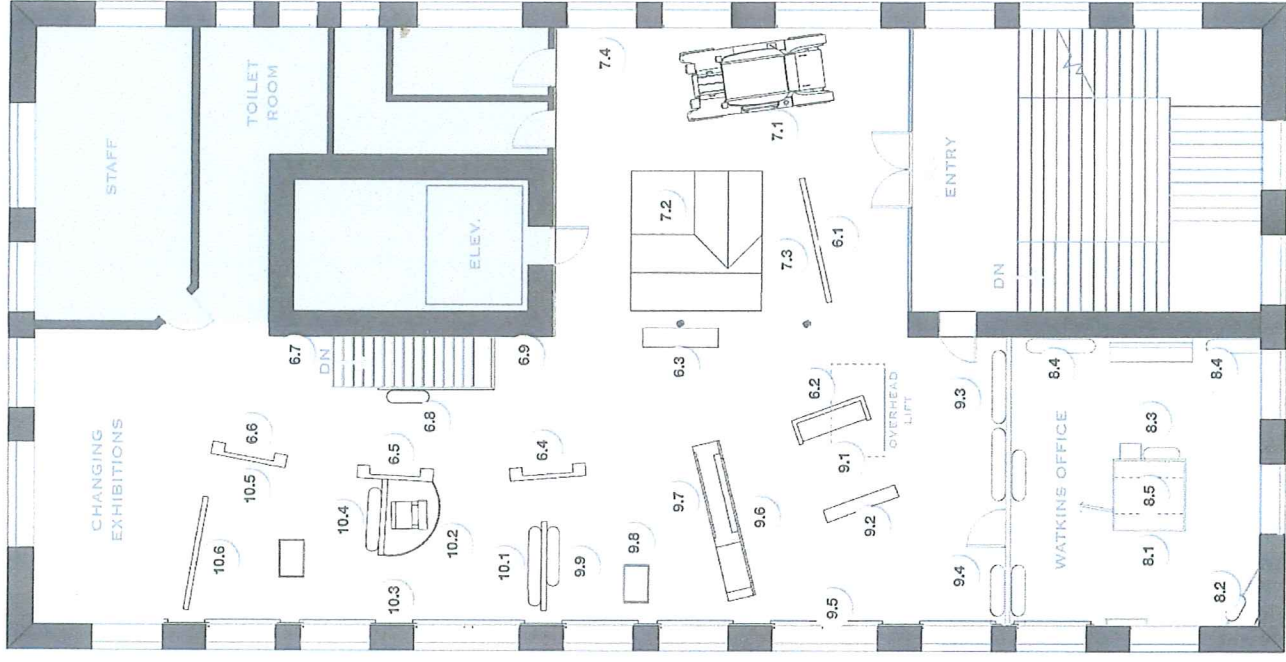 STAFF
TOILET
ROOM
ELEV.
ENTRY
DN
CHANGING
EXHIBITIONS
DN
OVERHEAD
LIFT
WATKINS OFFICE
7.4
7.1
7.2
7.3
6.1
6.7
6.9
6.3
6.8
6.2
9.3
8.4
8.4
6.6
6.5
6.4
9.1
8.3
10.5
10.4
9.7
9.6
9.2
8.5
10.6
10.2
10.1
9.9
9.8
9.4
8.1
10.3
9.5
8.2